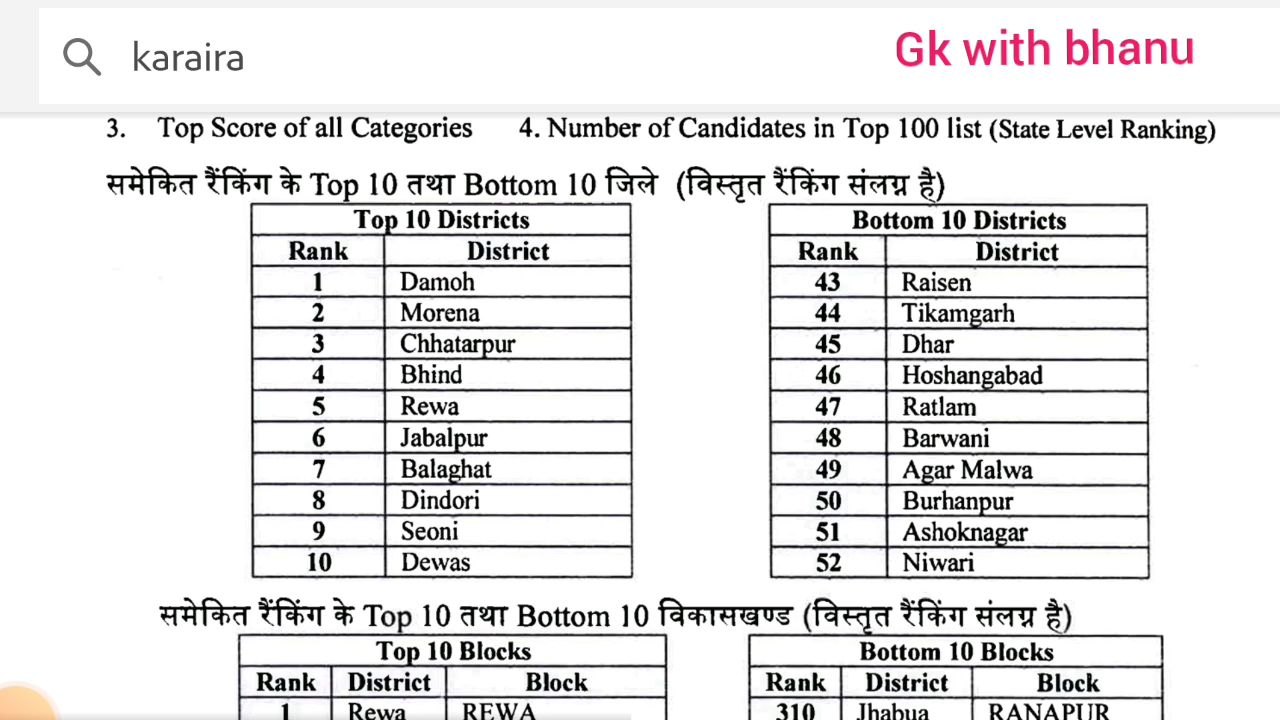 karaira
Gk with bhanu
3. Top Score of all Categories 4. Number of Candidates in Top 100 list (State Level Ranking)
समेकित रैंकिंग के Top 10 तथा Bottom 10 जिले (विस्तृत रैंकिंग संलग्न है)
Top 10 Districts
Rank District
1 Damoh
2 Morena
3 Chhatarpur
4 Bhind
5 Rewa
6 Jabalpur
7 Balaghat
8 Dindori
9 Seoni
10 Dewas
Bottom 10 Districts
Rank District
43 Raisen
44 Tikamgarh
45 Dhar
46 Hoshangabad
47 Ratlam
48 Barwani
49 Agar Malwa
50 Burhanpur
51 Ashoknagar
52 Niwari
समेकित रैंकिंग के Top 10 तथा Bottom 10 विकासखण्ड (विस्तृत रैंकिंग संलग्न है)
Top 10 Blocks
Rank District Block
1 Rewa REWA
Bottom 10 Blocks
Rank District Block
310 Jhabua RANAPUR